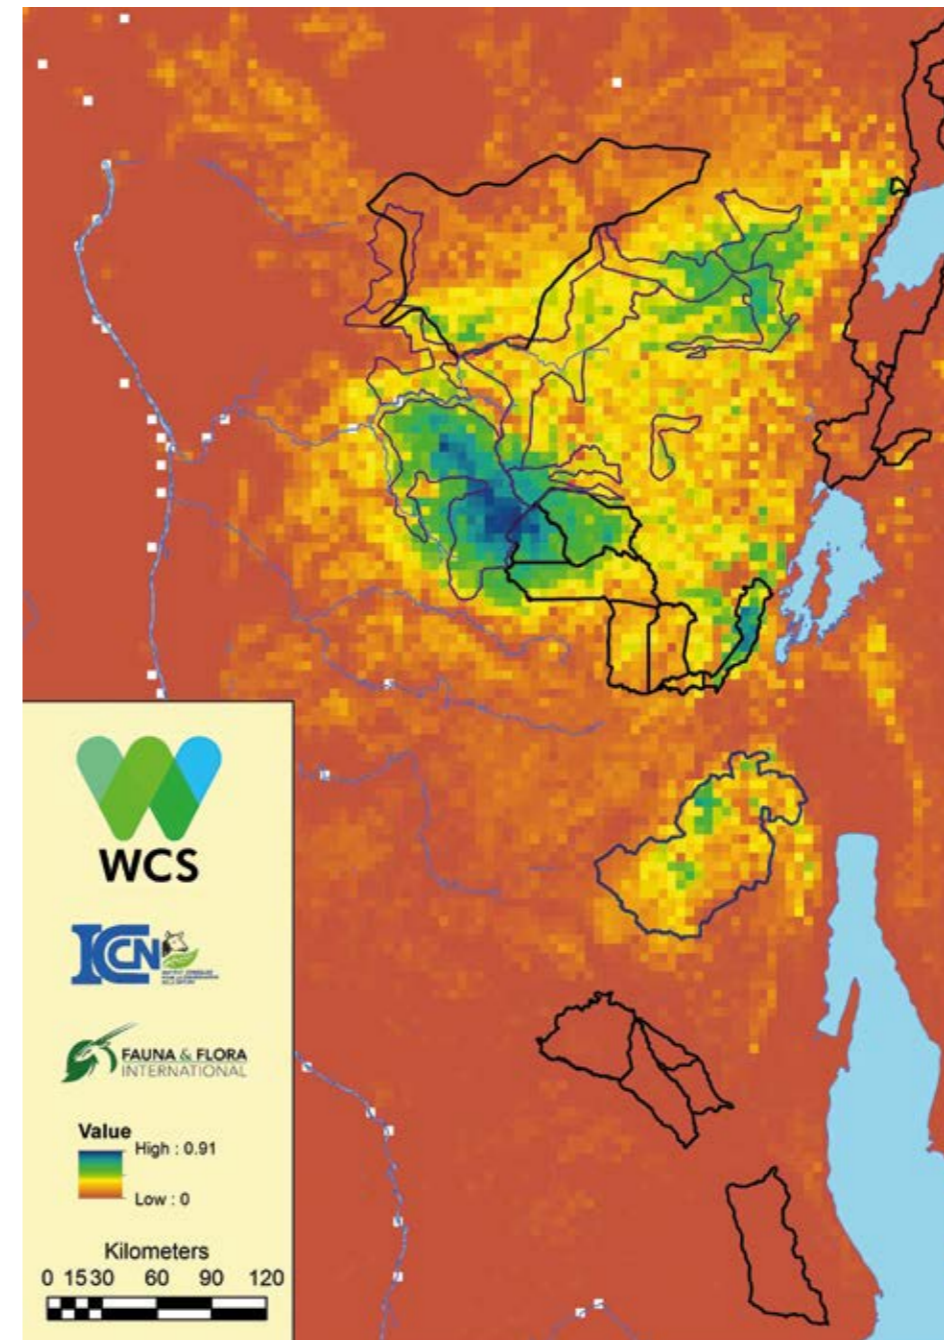 WCS
ICCN
FAUNA & FLORA
INTERNATIONAL
Value
High : 0.91
Low : 0
Kilometers
0 15 30 60 90 120